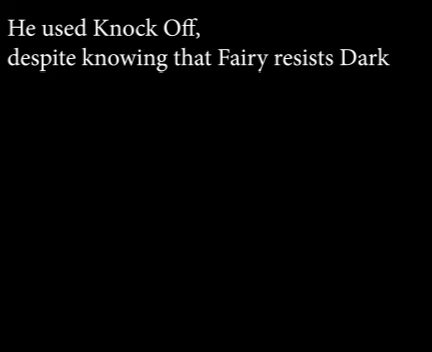 He used Knock Off,
despite knowing that Fairy resists Dark